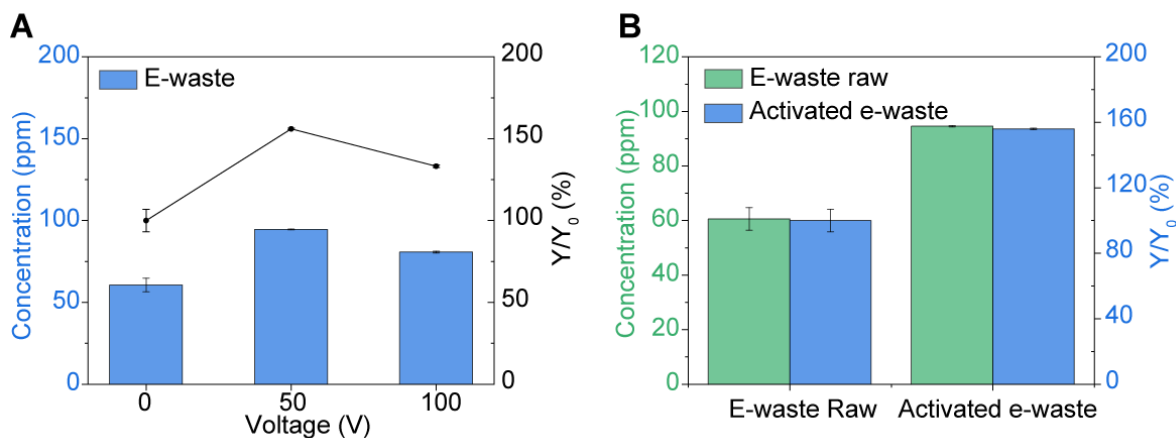 A
Concentration (ppm)
200
150
100
50
0
E-waste
0
50
100
Voltage (V)
200
150
100
50
0
Y/Y0 (%)
B
Concentration (ppm)
120
100
80
60
40
20
0
E-waste raw
Activated e-waste
E-waste Raw
Activated e-waste
200
160
120
80
40
0
Y/Y0 (%)